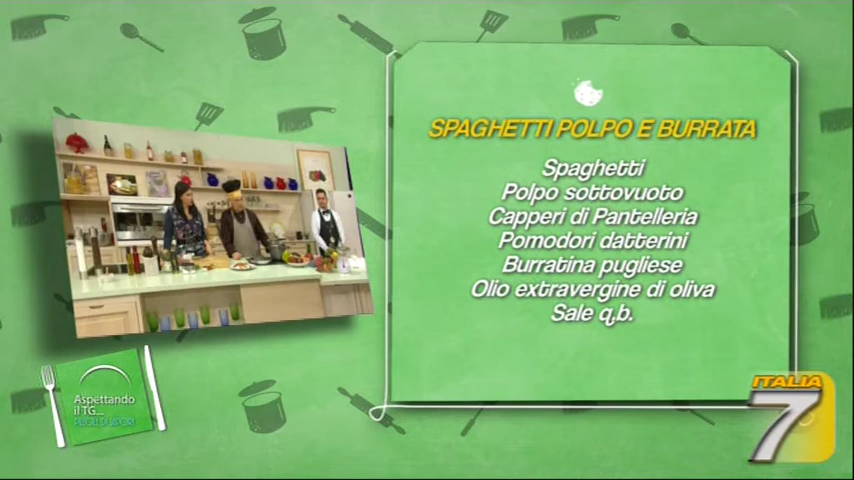 SPAGHETTI POLPO E BURRATA
Spaghetti
Polpo sottovuoto
Capperi di Pantelleria
Pomodori datterini
Burratina pugliese
Olio extravergine di oliva
Sale q.b.
Aspettando
il TG...
ITALIA
7